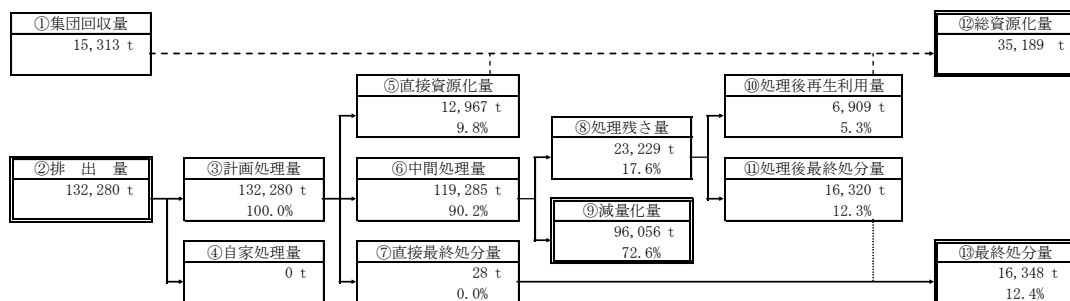 ①集団回収量
15,313 t
⑫総資源化量
35,189 t
⑤直接資源化量
12,967 t
9.8%
⑩処理後再生利用量
6,909 t
5.3%
⑧処理残さ量
23,229 t
17.6%
②排 出 量
132,280 t
③計画処理量
132,280 t
100.0%
⑥中間処理量
119,285 t
90.2%
⑪処理後最終処分量
16,320 t
12.3%
⑨減量化量
96,056 t
72.6%
④自家処理量
0 t
⑦直接最終処分量
28 t
0.0%
⑬最終処分量
16,348 t
12.4%